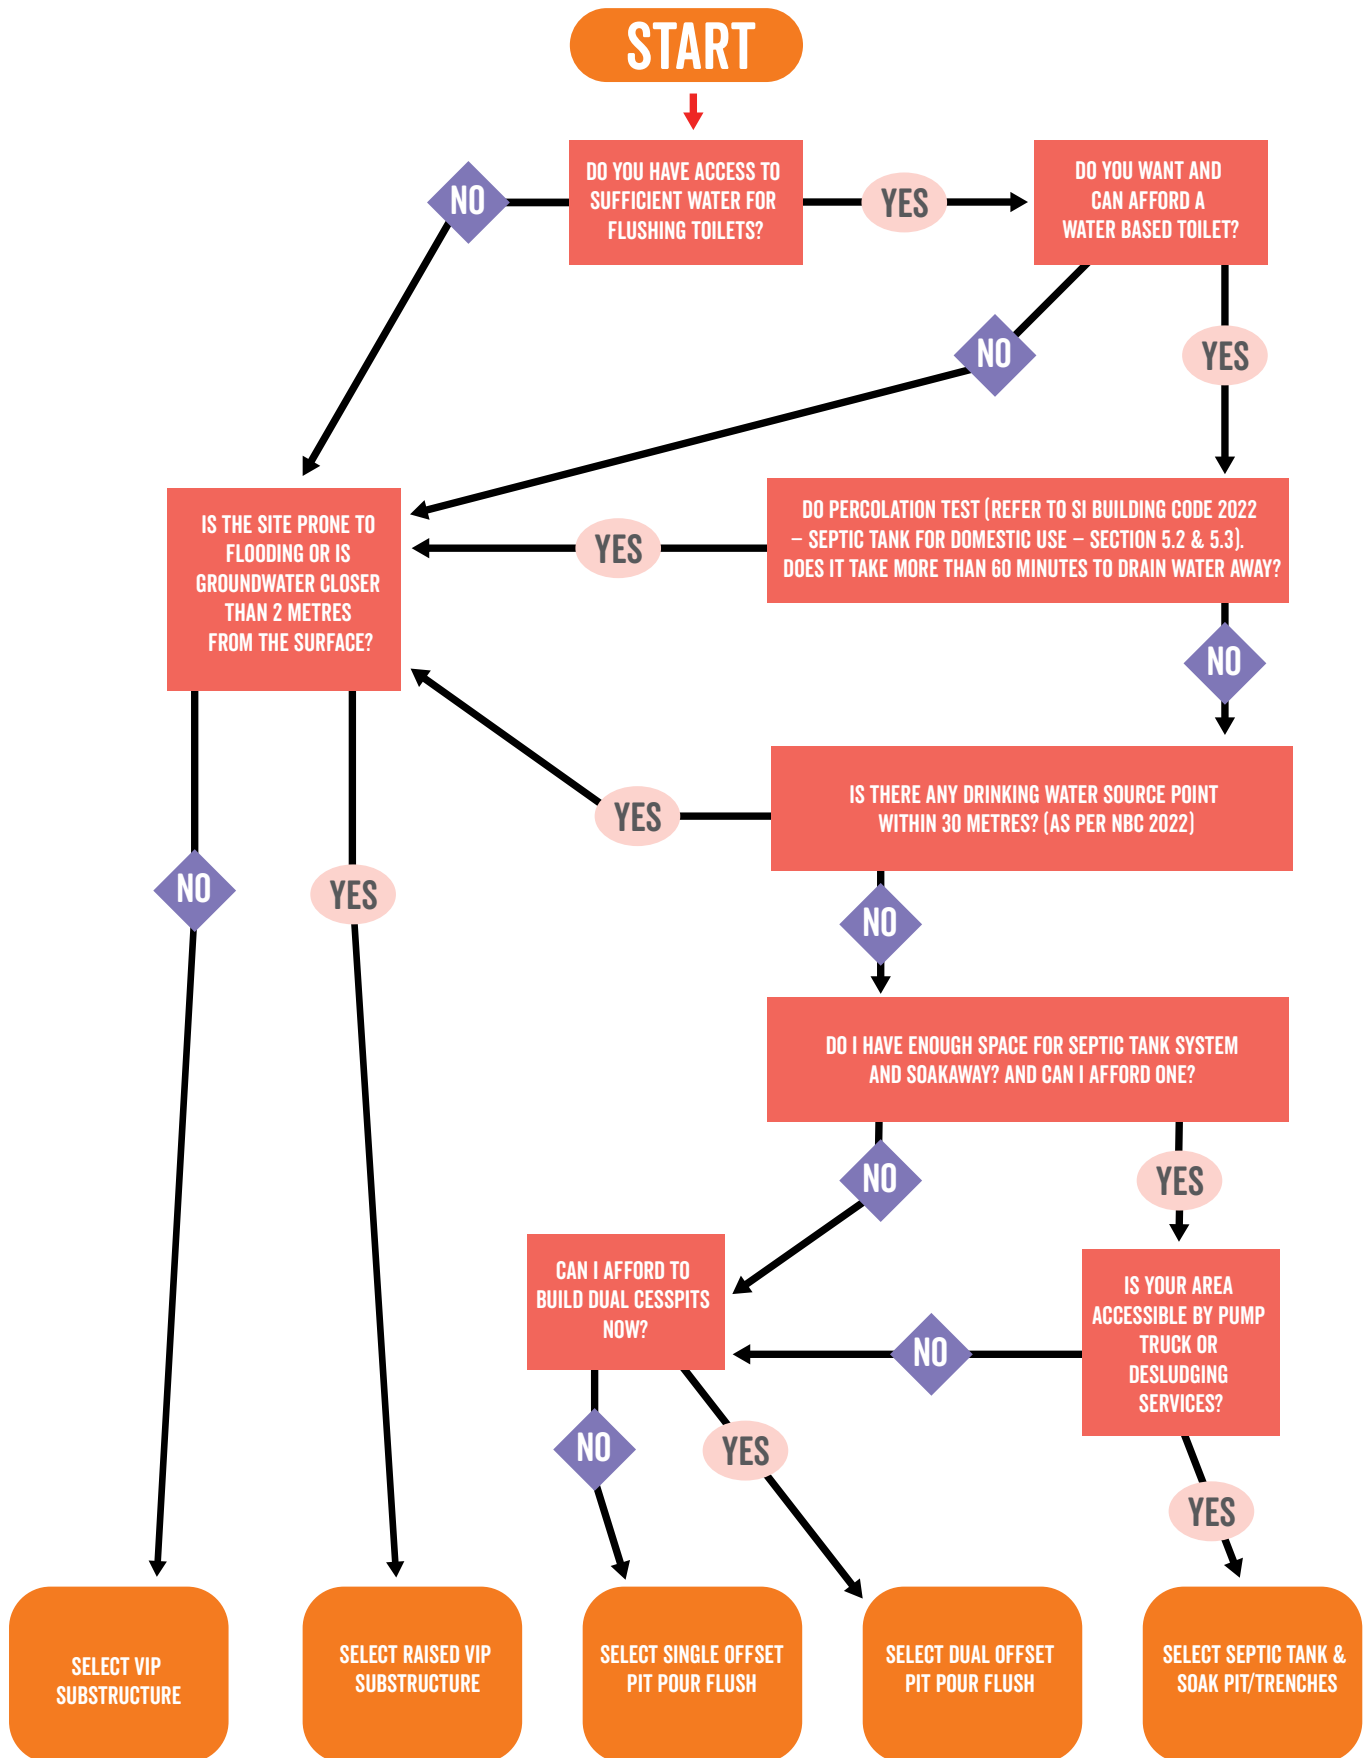 START
DO YOU HAVE ACCESS TO
SUFFICIENT WATER FOR
FLUSHING TOILETS?
NO
YES
DO YOU WANT AND
CAN AFFORD A
WATER BASED TOILET?
NO
YES
IS THE SITE PRONE TO
FLOODING OR IS
GROUNDWATER CLOSER
THAN 2 METRES
FROM THE SURFACE?
YES
DO PERCOLATION TEST (REFER TO SI BUILDING CODE 2022
– SEPTIC TANK FOR DOMESTIC USE – SECTION 5.2 & 5.3).
DOES IT TAKE MORE THAN 60 MINUTES TO DRAIN WATER AWAY?
NO
YES
IS THERE ANY DRINKING WATER SOURCE POINT
WITHIN 30 METRES? (AS PER NBC 2022)
NO
YES
NO
DO I HAVE ENOUGH SPACE FOR SEPTIC TANK SYSTEM
AND SOAKAWAY? AND CAN I AFFORD ONE?
NO
YES
CAN I AFFORD TO
BUILD DUAL CESSPITS
NOW?
NO
IS YOUR AREA
ACCESSIBLE BY PUMP
TRUCK OR
DESLUDGING
SERVICES?
NO
YES
YES
SELECT VIP
SUBSTRUCTURE
SELECT RAISED VIP
SUBSTRUCTURE
SELECT SINGLE OFFSET
PIT POUR FLUSH
SELECT DUAL OFFSET
PIT POUR FLUSH
SELECT SEPTIC TANK &
SOAK PIT/TRENCHES